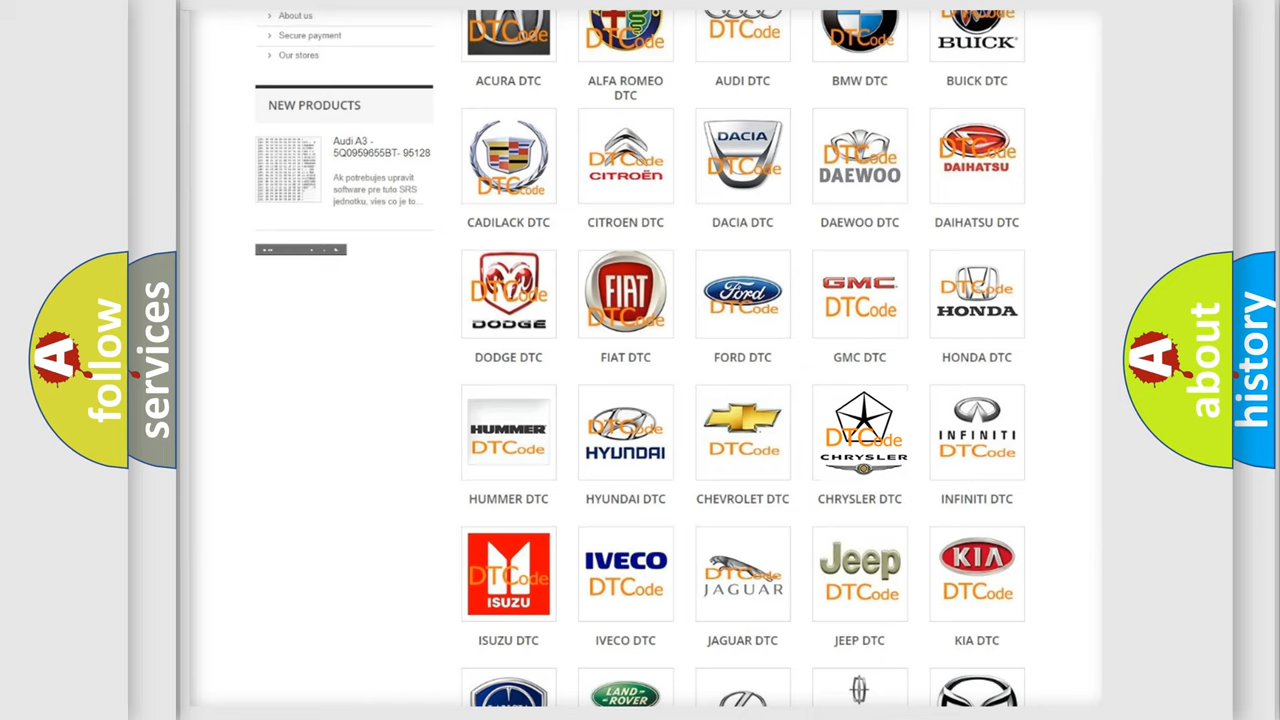 About us
Secure payment
Our stores
NEW PRODUCTS
Audi A3 -
5Q0959655BT- 95128
Ak potrebujes upravit
software pre tuto SRS
jednotku, vies co je to...
follow
services
about
history
DTCode DTCode DTCode DTCode BUICK
ACURA DTC ALFA ROMEO DTC AUDI DTC BMW DTC BUICK DTC
DTCode
DTCode CITROËN
DACIA DTCode
DTCode DAEWOO
DTCode DAIHATSU
CADILACK DTC CITROEN DTC DACIA DTC DAEWOO DTC DAIHATSU DTC
DTCode DODGE
FIAT DTCode
Ford DTCode
GMC DTCode
DTCode HONDA
DODGE DTC FIAT DTC FORD DTC GMC DTC HONDA DTC
HUMMER DTCode
DTCode HYUNDAI
DTCode
DTCode CHRYSLER
INFINITI DTCode
HUMMER DTC HYUNDAI DTC CHEVROLET DTC CHRYSLER DTC INFINITI DTC
DTCode ISUZU
IVECO DTCode
DTCode JAGUAR
Jeep DTCode
KIA DTCode
ISUZU DTC IVECO DTC JAGUAR DTC JEEP DTC KIA DTC
LAND-
ROVER